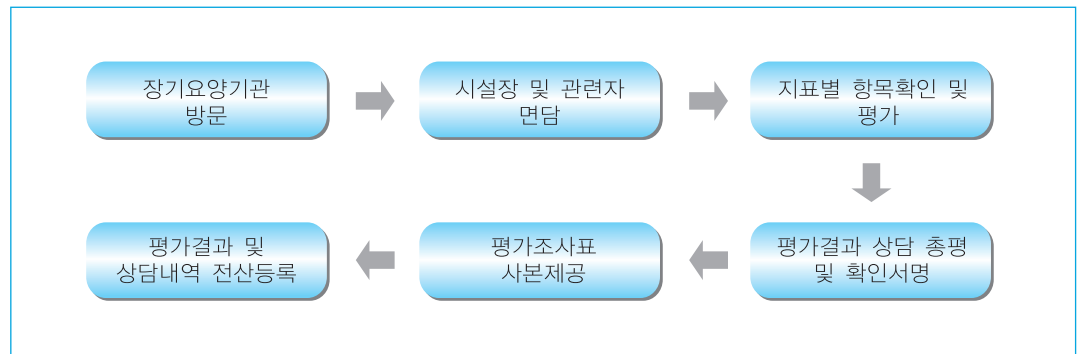 장기요양기관
방문
시설장 및 관련자
면담
지표별 항목확인 및
평가
평가결과 상담 총평
및 확인서명
평가조사표
사본제공
평가결과 및
상담내역 전산등록